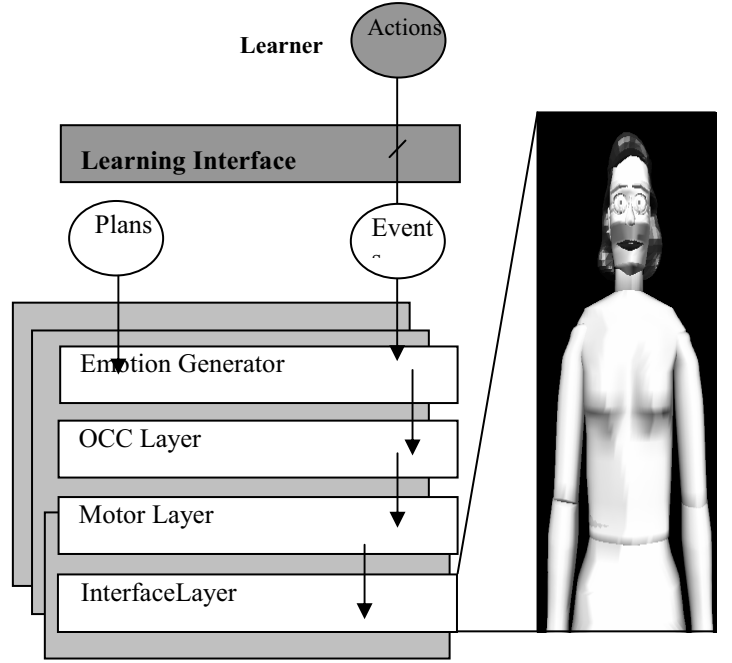 Actions
Learner
Learning Interface
Plans
Event
s
Emotion Generator
OCC Layer
Motor Layer
InterfaceLayer